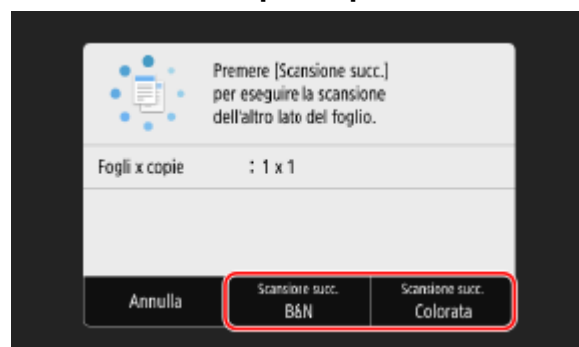 Premere [Scansione succ.]
per eseguire la scansione
dell'altro lato del foglio.
Fogli x copie : 1 x 1
Annulla
Scansione succ.
B&N
Scansione succ.
Colorata